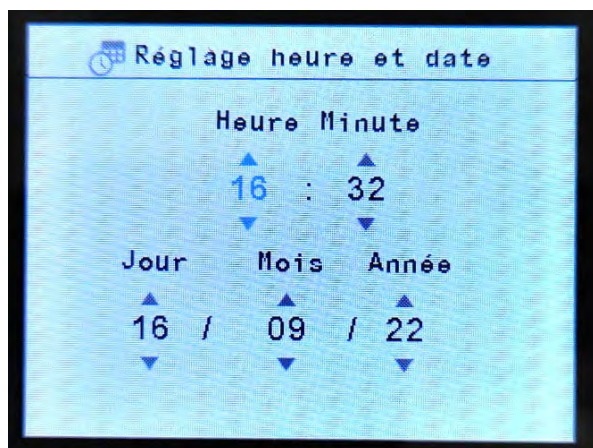 Réglage heure et date
Heure Minute
16 : 32
Jour Mois Année
16 / 09 / 22